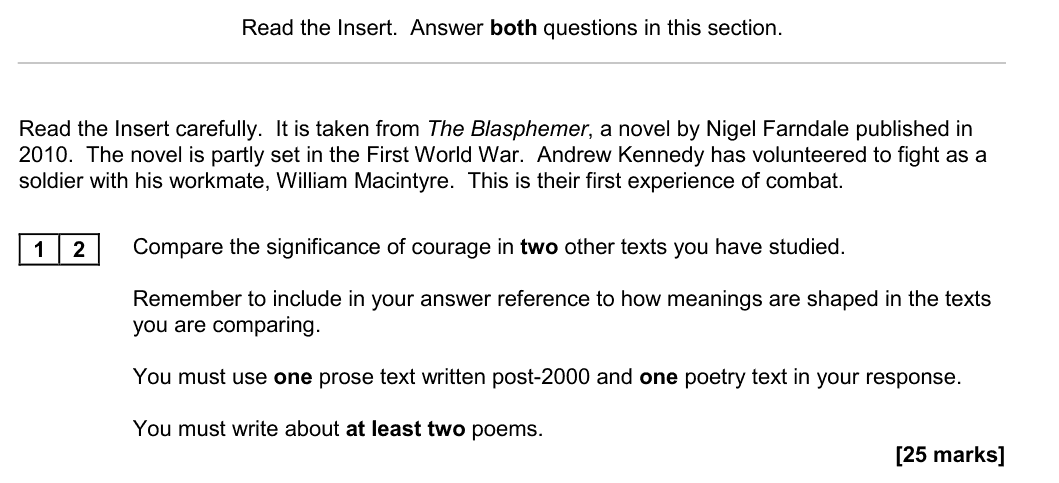 Read the Insert.  Answer both questions in this section.
Read the Insert carefully.  It is taken from The Blasphemer, a novel by Nigel Farndale published in
2010.  The novel is partly set in the First World War.  Andrew Kennedy has volunteered to fight as a
soldier with his workmate, William Macintyre.  This is their first experience of combat.
1 2 Compare the significance of courage in two other texts you have studied.
Remember to include in your answer reference to how meanings are shaped in the texts
you are comparing.
You must use one prose text written post-2000 and one poetry text in your response.
You must write about at least two poems.
[25 marks]